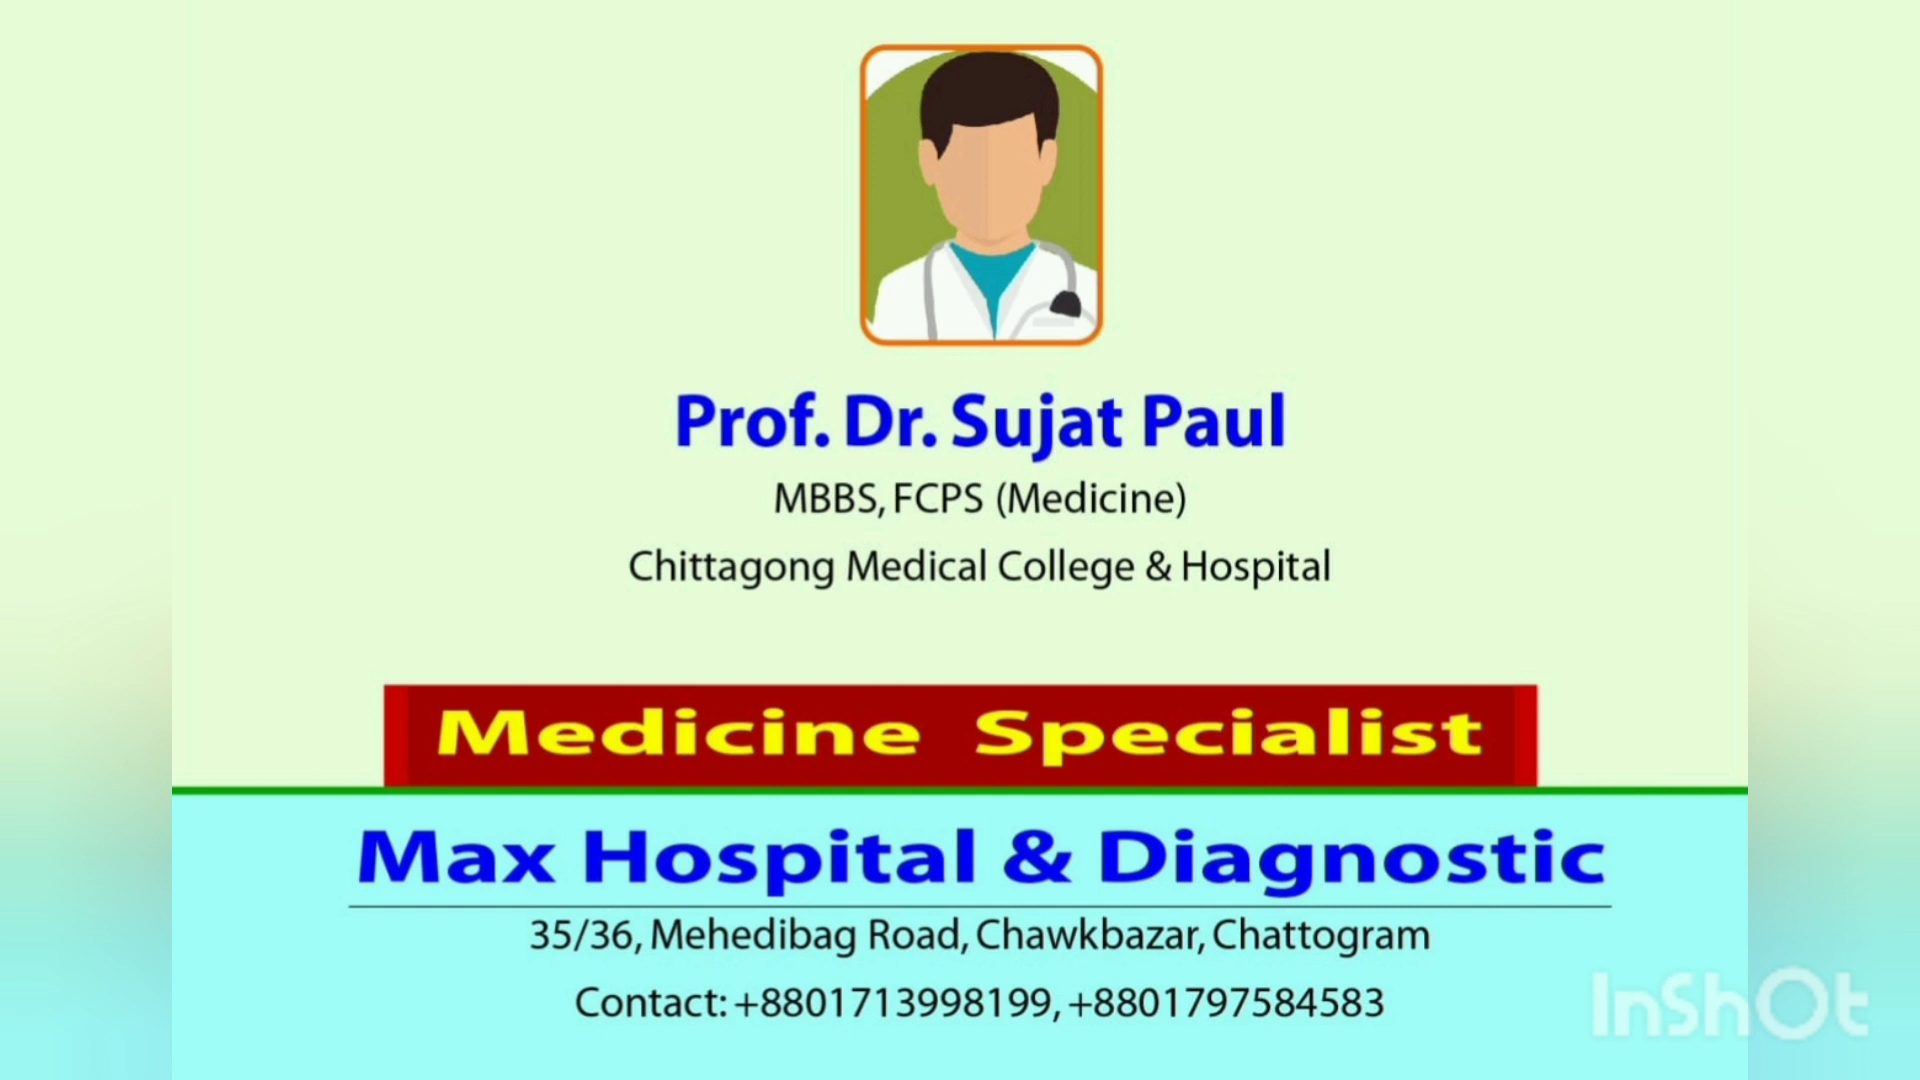 Prof. Dr. Sujat Paul
MBBS, FCPS (Medicine)
Chittagong Medical College & Hospital
Medicine Specialist
Max Hospital & Diagnostic
35/36, Mehedibag Road, Chawkbazar, Chattogram
Contact: +8801713998199, +8801797584583
InShOt